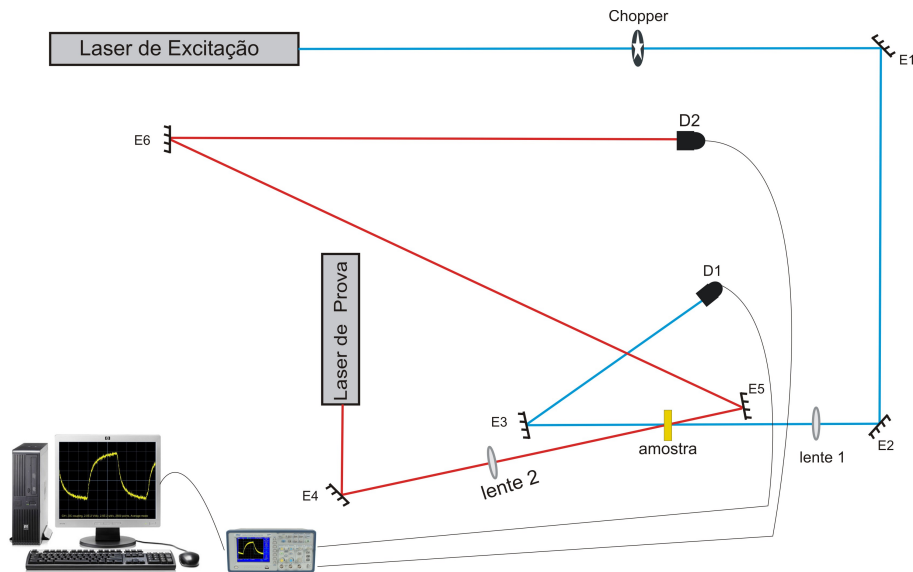 Chopper
Laser de Excitação
E1
D2
E6
Laser de Prova
D1
E5
E3
E2
amostra
lente 1
lente 2
E4